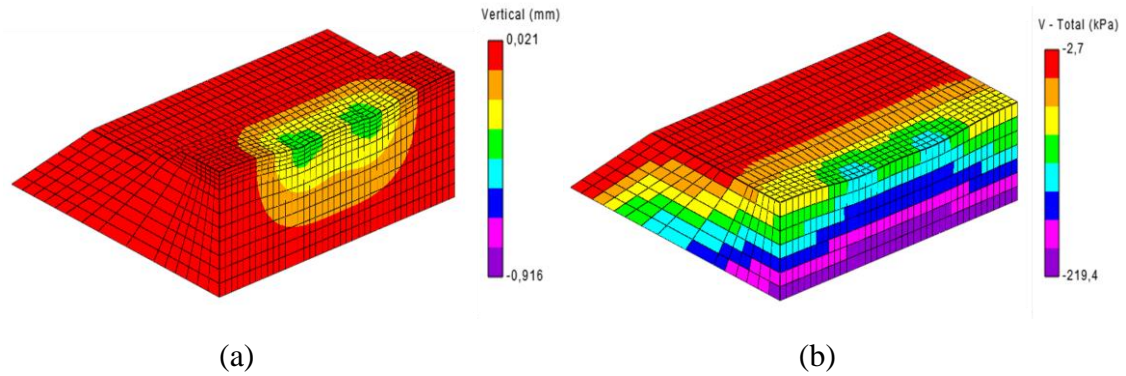 Vertical (mm)
0,021
-0,916
(a)
V - Total (kPa)
-2,7
-219,4
(b)